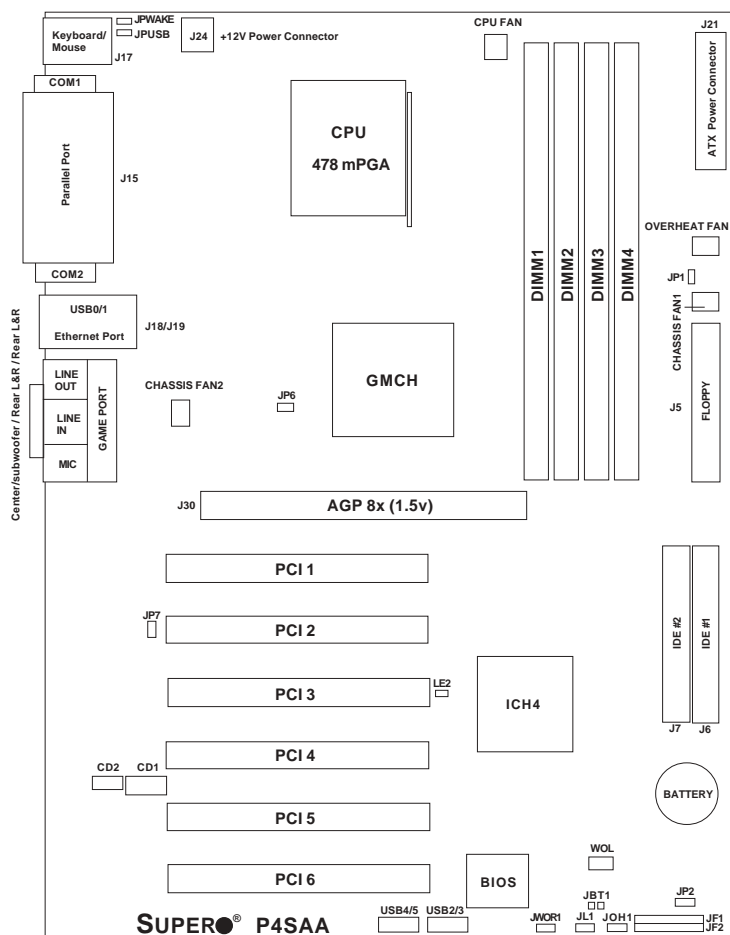 Keyboard/
Mouse
JPWAKE
JPUSB
J17
J24
+12V Power Connector
CPU FAN
J21
ATX Power Connector
COM1
Parallel Port
J15
COM2
CPU
478 mPGA
DIMM1
DIMM2
DIMM3
DIMM4
OVERHEAT FAN
JP1
CHASSIS FAN1
USB0/1
Ethernet Port
J18/J19
Center/subwoofer / Rear L&R / Rear L&R
LINE
OUT
LINE
IN
MIC
GAME PORT
CHASSIS FAN2
JP6
GMCH
J5
FLOPPY
J30
AGP 8x (1.5v)
PCI 1
JP7
PCI 2
PCI 3
LE2
ICH4
IDE #2
IDE #1
J7
J6
PCI 4
CD2
CD1
BATTERY
PCI 5
WOL
PCI 6
BIOS
JBT1
JP2
SUPER® P4SAA
USB4/5
USB2/3
JWOR1
JL1
JOH1
JF1
JF2